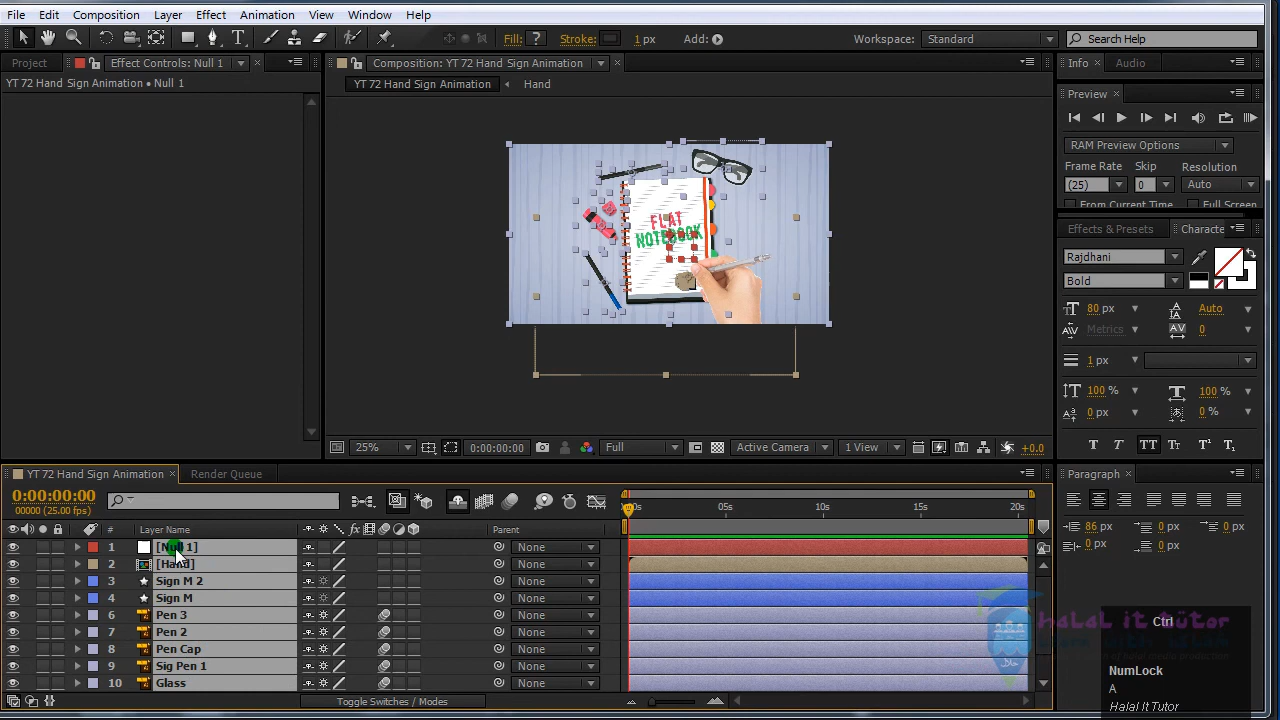 File Edit Composition Layer Effect Animation View Window Help
Fill: ? Stroke: 1 px Add: Workspace: Standard Search Help
Project Effect Controls: Null 1 Composition: YT 72 Hand Sign Animation Info Audio
YT 72 Hand Sign Animation • Null 1 YT 72 Hand Sign Animation Hand
Preview
RAM Preview Options
Frame Rate Skip Resolution
(25) 0 Auto
From Current Time Full Screen
Effects & Presets Characte
FLAT
NOTEBOOK
Rajdhani
Bold
80 px Auto
Metrics 0
1 px
100 % 100 %
0 px 0 %
T T TT Tr T¹ T₁
25% 0:00:00:00 Full Active Camera 1 View +0.0
YT 72 Hand Sign Animation Render Queue Paragraph
0:00:00:00
00000 (25.00 fps)
05s 10s 15s 20s
# Layer Name Parent
86 px 0 px 0 px
0 px 0 px
1 [Null 1] None
2 [Hand] None
3 Sign M 2 None
4 Sign M None
6 Pen 3 None
7 Pen 2 None
8 Pen Cap None
9 Sig Pen 1 None
10 Glass None
Toggle Switches / Modes
halal it tutor
حلال
Ctrl
NumLock
A
Halal It Tutor